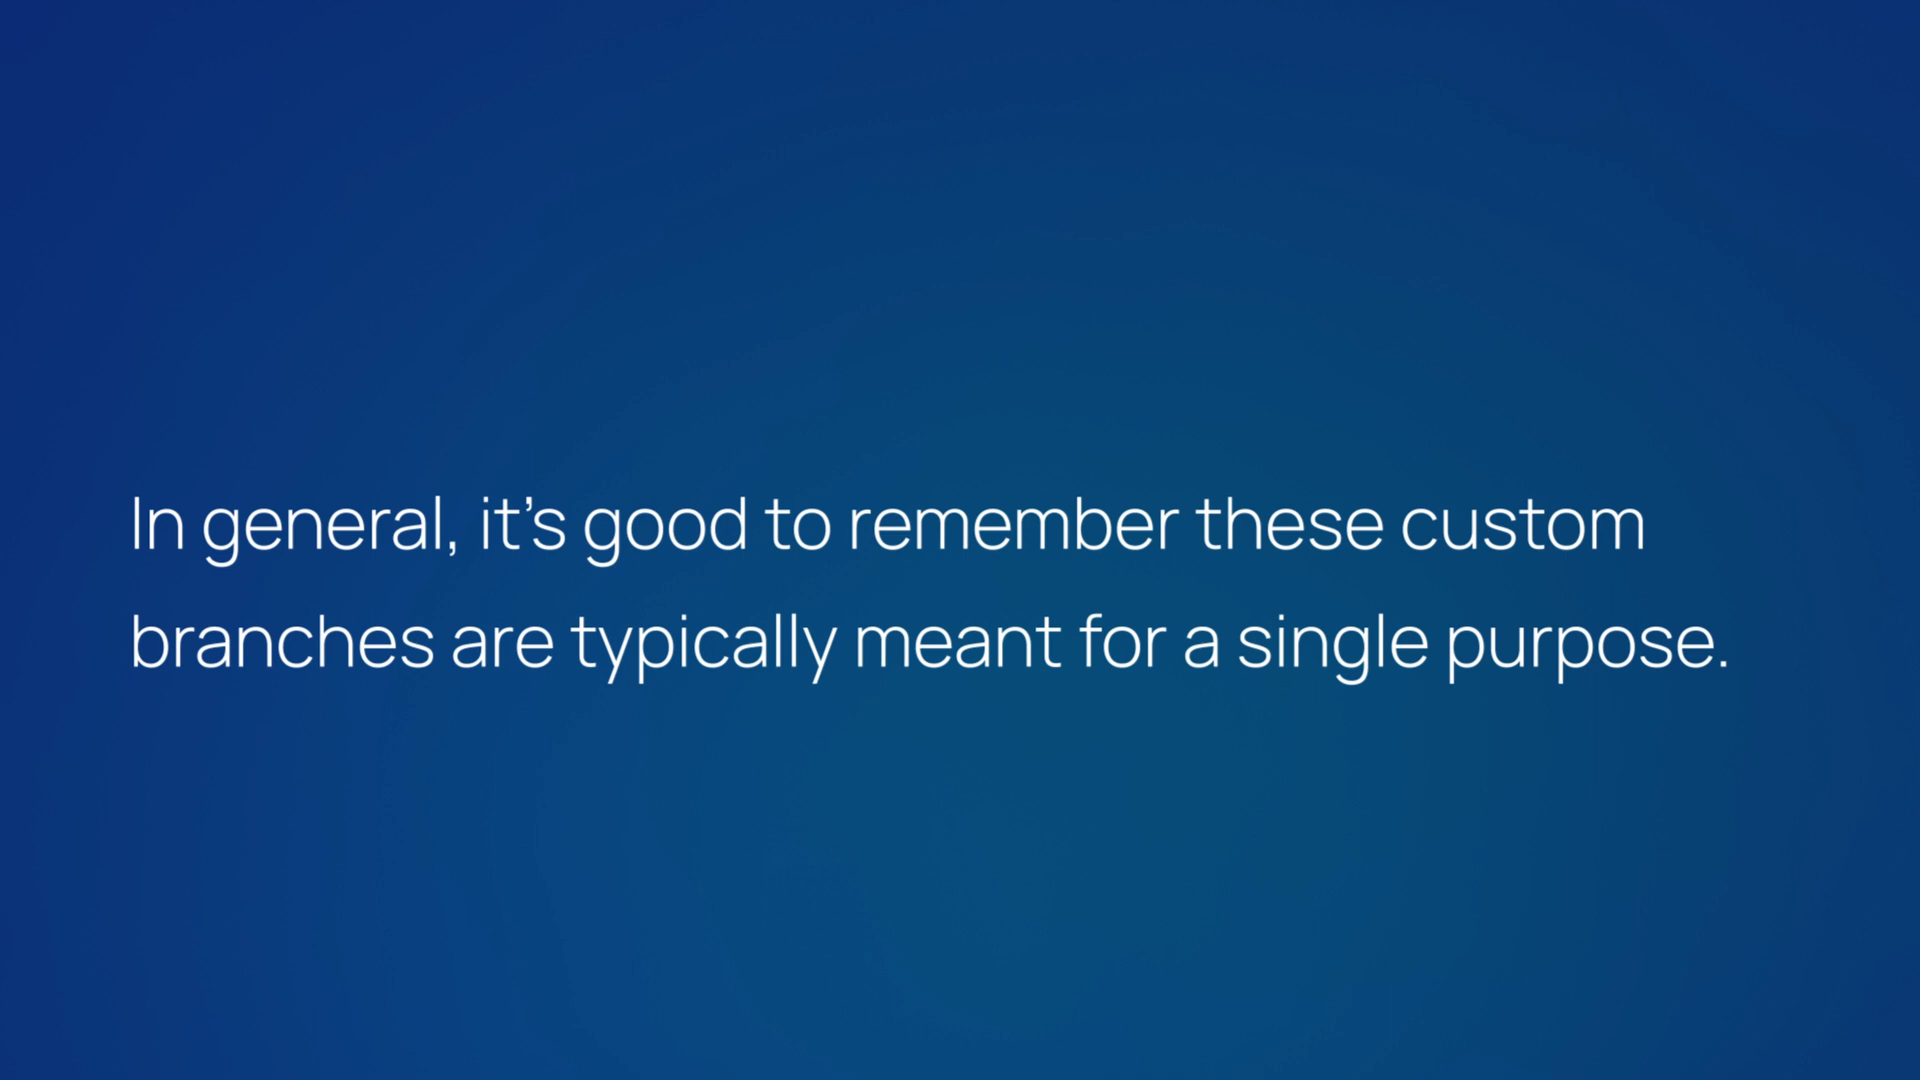 In general, it’s good to remember these custom
branches are typically meant for a single purpose.